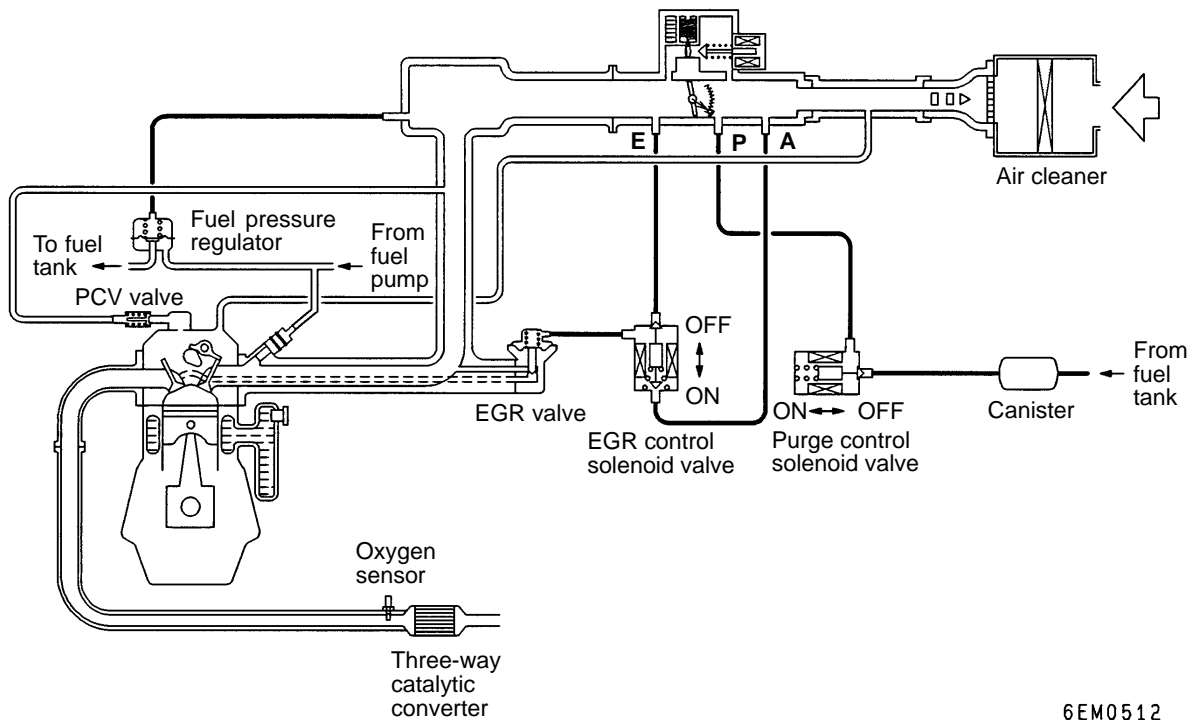 E
P
A
Air cleaner
Fuel pressure
regulator
To fuel
tank
From
fuel
pump
PCV valve
OFF
ON
EGR valve
EGR control
solenoid valve
ON
OFF
Purge control
solenoid valve
Canister
From
fuel
tank
Oxygen
sensor
Three-way
catalytic
converter
6EM0512